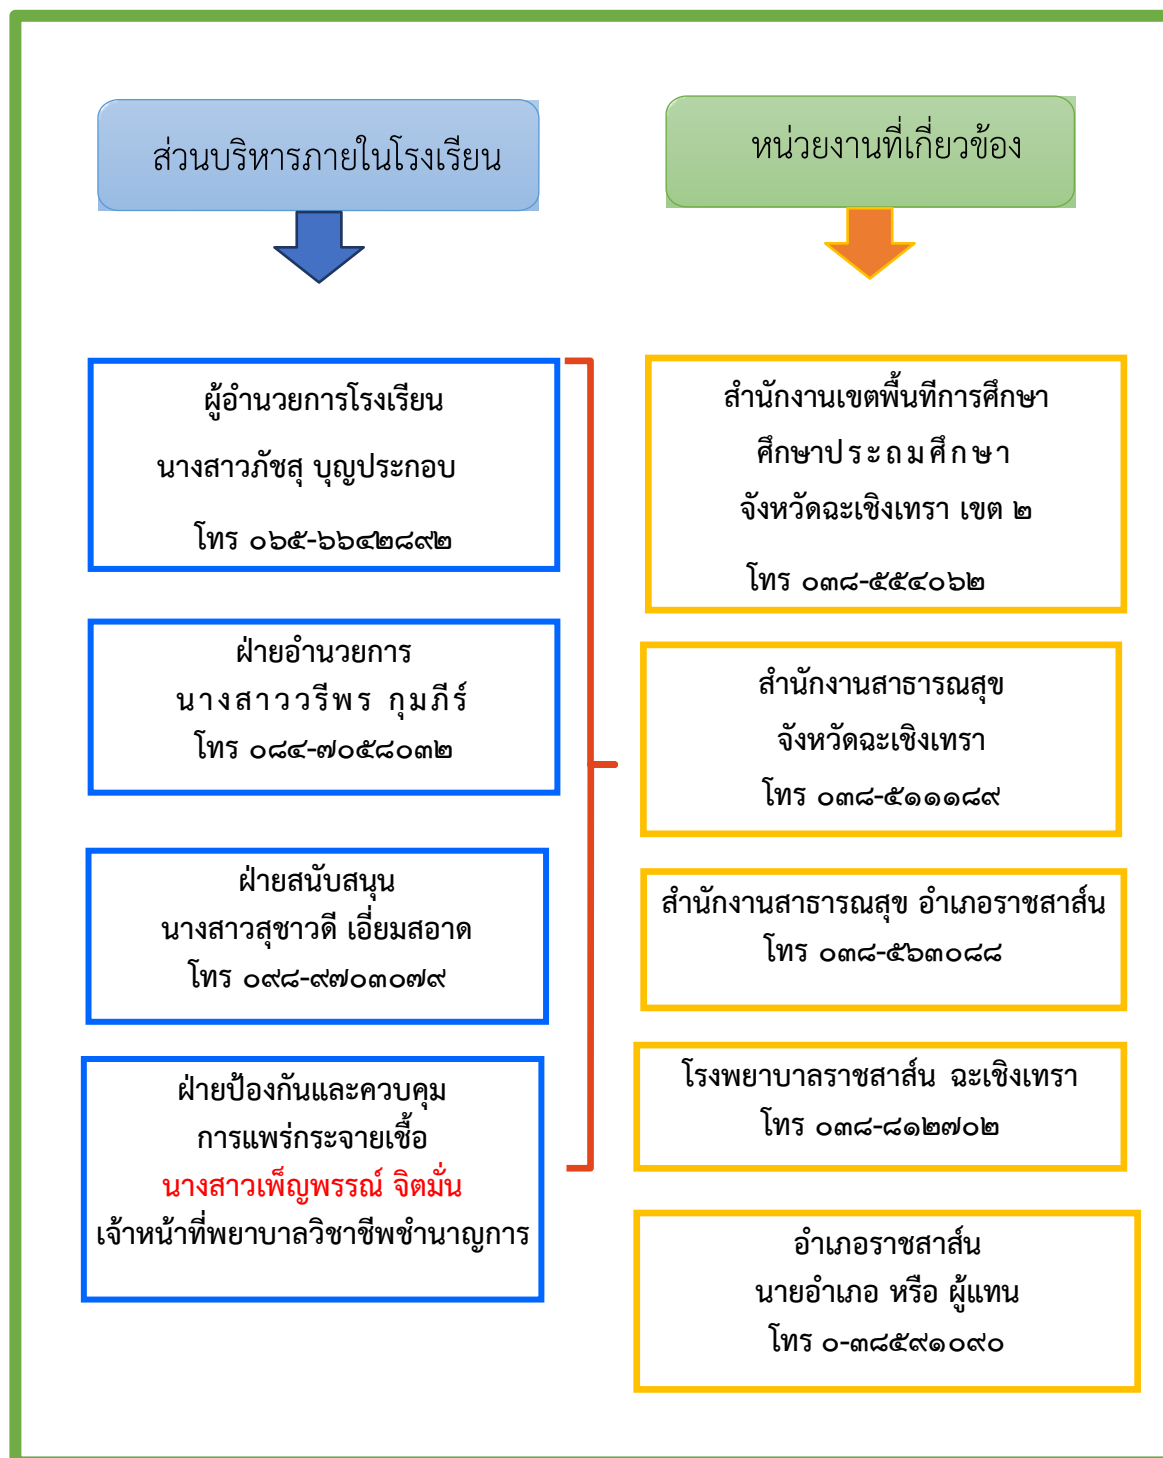 ส่วนบริหารภายในโรงเรียน
ผู้อำนวยการโรงเรียน
นางสาวภัชสุ บุญประกอบ
โทร ๐๖๕-๖๖๔๒๘๙๒
ฝ่ายอำนวยการ
นางสาววรีพร กุมภีร์
โทร ๐๘๔-๗๐๕๘๐๓๒
ฝ่ายสนับสนุน
นางสาวสุชาวดี เอี่ยมสอาด
โทร ๐๙๘-๙๗๐๓๐๗๙
ฝ่ายป้องกันและควบคุม
การแพร่กระจายเชื้อ
นางสาวเพ็ญพรรณ์ จิตมั่น
เจ้าหน้าที่พยาบาลวิชาชีพชำนาญการ
หน่วยงานที่เกี่ยวข้อง
สำนักงานเขตพื้นทีการศึกษา
ศึกษาประถมศึกษา
จังหวัดฉะเชิงเทรา เขต ๒
โทร ๐๓๘-๕๕๔๐๖๒
สำนักงานสาธารณสุข
จังหวัดฉะเชิงเทรา
โทร ๐๓๘-๕๑๑๑๘๙
สำนักงานสาธารณสุข อำเภอราชสาส์น
โทร ๐๓๘-๕๖๓๐๘๘
โรงพยาบาลราชสาส์น ฉะเชิงเทรา
โทร ๐๓๘-๘๑๒๗๐๒
อำเภอราชสาส์น
นายอำเภอ หรือ ผู้แทน
โทร ๐-๓๘๕๙๑๐๙๐